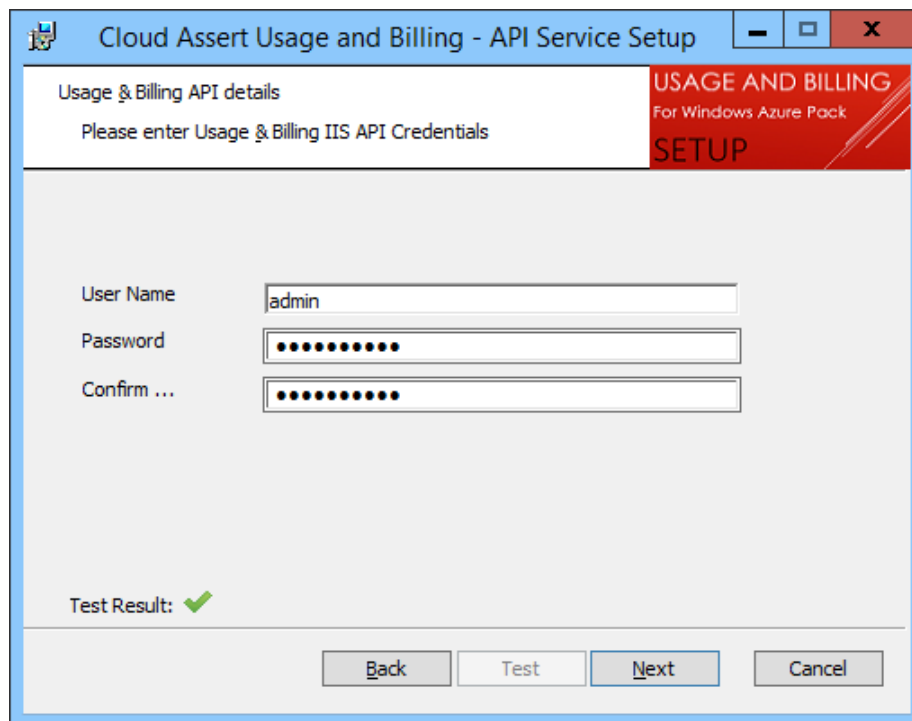 Cloud Assert Usage and Billing - API Service Setup
Usage & Billing API details
Please enter Usage & Billing IIS API Credentials
USAGE AND BILLING
For Windows Azure Pack
SETUP
User Name
admin
Password
●●●●●●●●●●
Confirm ...
●●●●●●●●●●
Test Result:
Back
Test
Next
Cancel